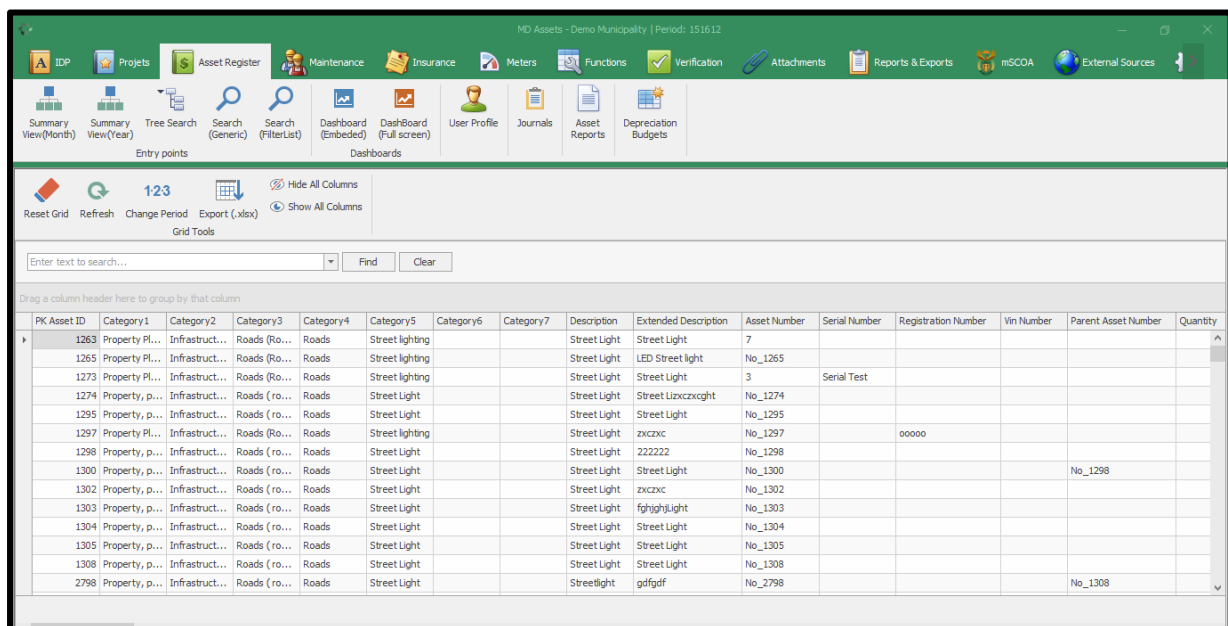 MD Assets - Demo Municipality | Period: 151612
IDP Projets Asset Register Maintenance Insurance Meters Functions Verification Attachments Reports & Exports mSCOA External Sources
Summary View(Month) Summary View(Year) Tree Search Search (Generic) Search (FilterList) Dashboard (Embeded) DashBoard (Full screen) User Profile Journals Asset Reports Depreciation Budgets
Entry points Dashboards
Hide All Columns
Show All Columns
Reset Grid Refresh 123 Change Period Export (.xlsx)
Grid Tools
Enter text to search... Find Clear
Drag a column header here to group by that column
PK Asset ID Category1 Category2 Category3 Category4 Category5 Category6 Category7 Description Extended Description Asset Number Serial Number Registration Number Vin Number Parent Asset Number Quantity
1263 Property Pl... Infrastruct... Roads (Ro... Roads Street lighting Street Light Street Light 7
1265 Property Pl... Infrastruct... Roads (Ro... Roads Street lighting Street Light LED Street light No_1265
1273 Property Pl... Infrastruct... Roads (Ro... Roads Street lighting Street Light Street Light 3 Serial Test
1274 Property, p... Infrastruct... Roads ( ro... Roads Street Light Street Light Street Lizxczxcght No_1274
1295 Property, p... Infrastruct... Roads ( ro... Roads Street Light Street Light Street Light No_1295
1297 Property Pl... Infrastruct... Roads (Ro... Roads Street lighting Street Light zxczxc No_1297 ooooo
1298 Property, p... Infrastruct... Roads ( ro... Roads Street Light Street Light 222222 No_1298
1300 Property, p... Infrastruct... Roads ( ro... Roads Street Light Street Light Street Light No_1300 No_1298
1302 Property, p... Infrastruct... Roads ( ro... Roads Street Light Street Light zxczxc No_1302
1303 Property, p... Infrastruct... Roads ( ro... Roads Street Light Street Light fghjghjLight No_1303
1304 Property, p... Infrastruct... Roads ( ro... Roads Street Light Street Light Street Light No_1304
1305 Property, p... Infrastruct... Roads ( ro... Roads Street Light Street Light Street Light No_1305
1308 Property, p... Infrastruct... Roads ( ro... Roads Street Light Street Light Street Light No_1308
2798 Property, p... Infrastruct... Roads ( ro... Roads Street Light Streetlight gdfgdf No_2798 No_1308